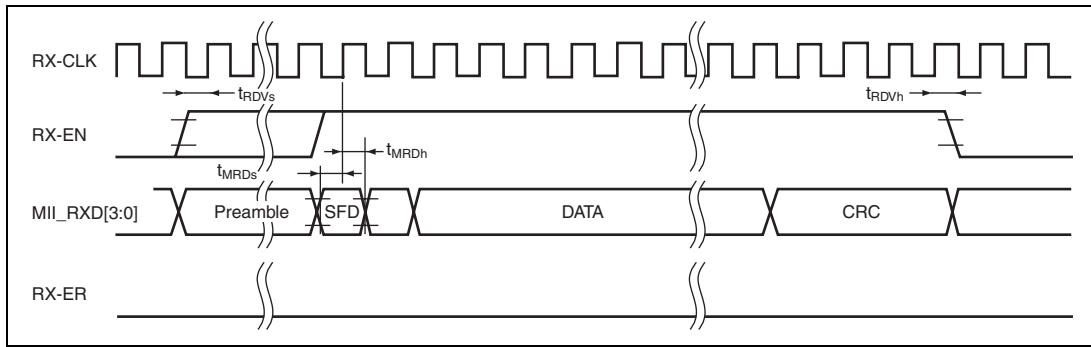 RX-CLK
tRDVs
tRDVh
RX-EN
tMRDh
tMRDs
MII_RXD[3:0]
Preamble
SFD
DATA
CRC
RX-ER